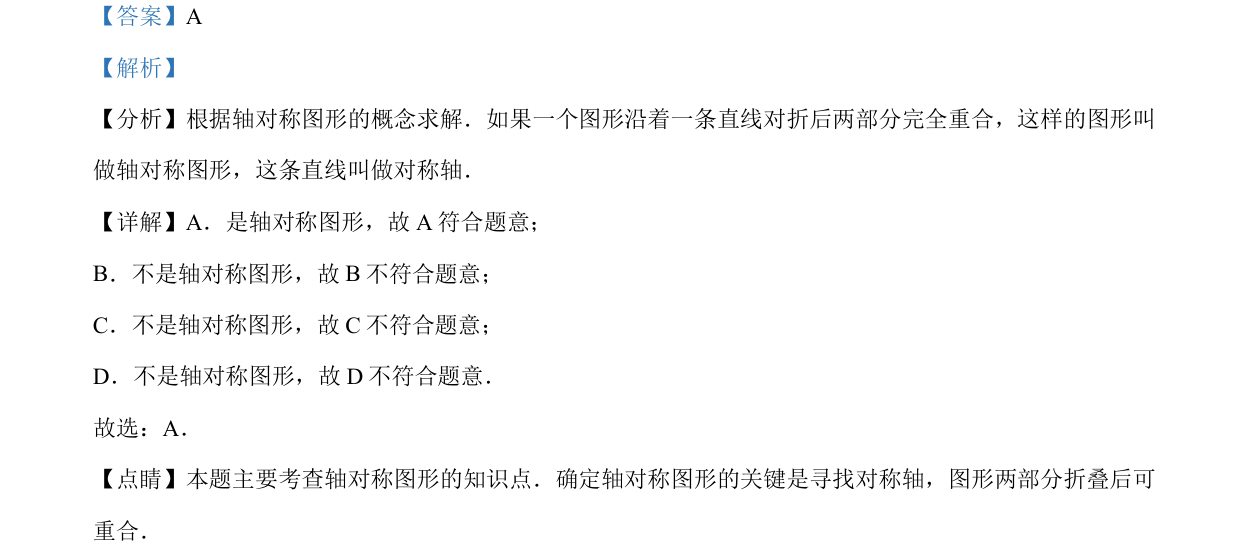 【答案】A
【解析】
【分析】根据轴对称图形的概念求解．如果一个图形沿着一条直线对折后两部分完全重合，这样的图形叫
做轴对称图形，这条直线叫做对称轴．
【详解】A．是轴对称图形，故 A 符合题意；
B．不是轴对称图形，故 B 不符合题意；
C．不是轴对称图形，故 C 不符合题意；
D．不是轴对称图形，故 D 不符合题意．
故选：A．
【点睛】本题主要考查轴对称图形的知识点．确定轴对称图形的关键是寻找对称轴，图形两部分折叠后可
重合．